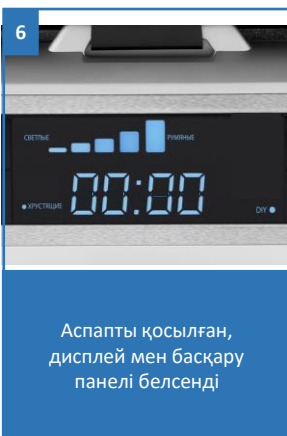 6
СВЕТЛЫЕ РУМЯНЫЕ
00:00
ХРУСТЯЩИЕ DIY
Аспапты қосылған,
дисплей мен басқару
панелі белсенді